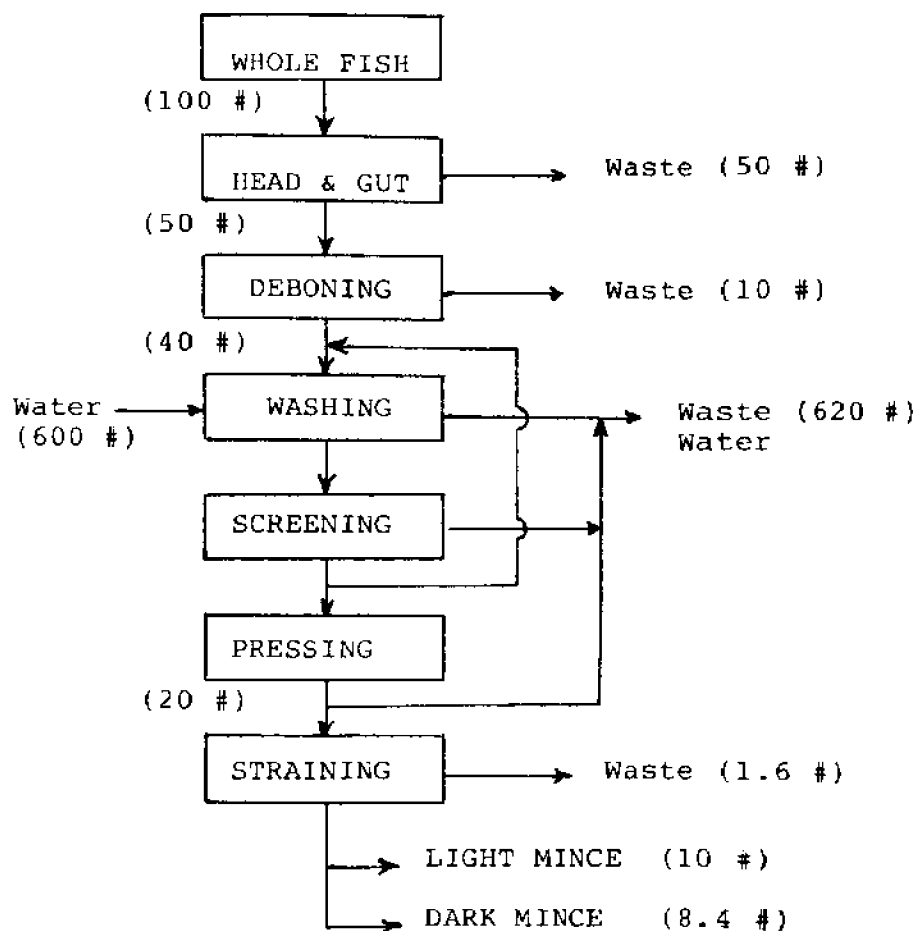 WHOLE FISH
(100 #)
HEAD & GUT
Waste (50 #)
(50 #)
DEBONING
Waste (10 #)
(40 #)
Water
(600 #)
WASHING
Waste (620 #)
Water
SCREENING
PRESSING
(20 #)
STRAINING
Waste (1.6 #)
LIGHT MINCE (10 #)
DARK MINCE (8.4 #)